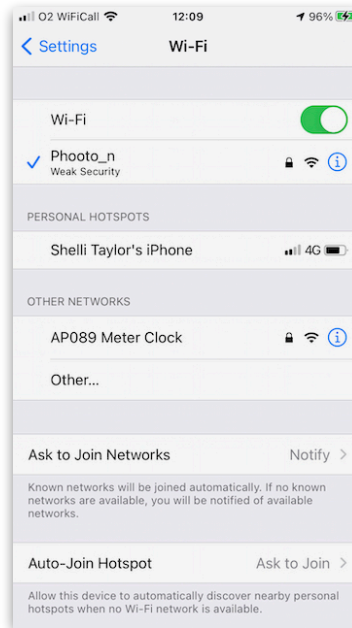 O2 WiFiCall 12:09 96%
Settings Wi-Fi
Wi-Fi
Phooto_n
Weak Security
PERSONAL HOTSPOTS
Shelli Taylor's iPhone 4G
OTHER NETWORKS
AP089 Meter Clock
Other...
Ask to Join Networks Notify
Known networks will be joined automatically. If no known
networks are available, you will be notified of available
networks.
Auto-Join Hotspot Ask to Join
Allow this device to automatically discover nearby personal
hotspots when no Wi-Fi network is available.